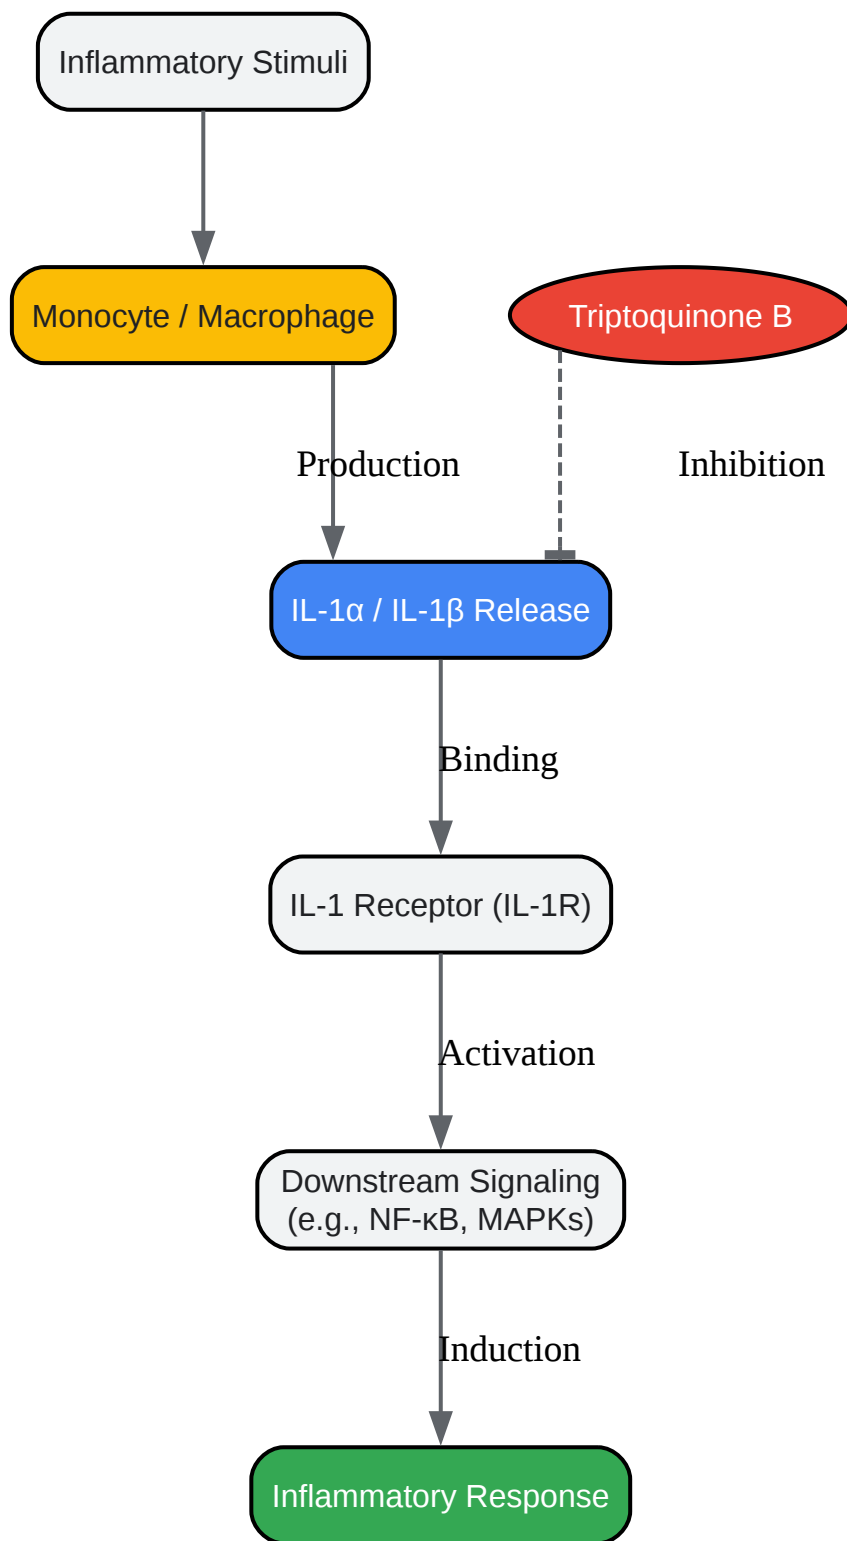 Inflammatory Stimuli
Monocyte / Macrophage
Triptoquinone B
Production
Inhibition
IL-1α / IL-1β Release
Binding
IL-1 Receptor (IL-1R)
Activation
Downstream Signaling
(e.g., NF-κB, MAPKs)
Induction
Inflammatory Response